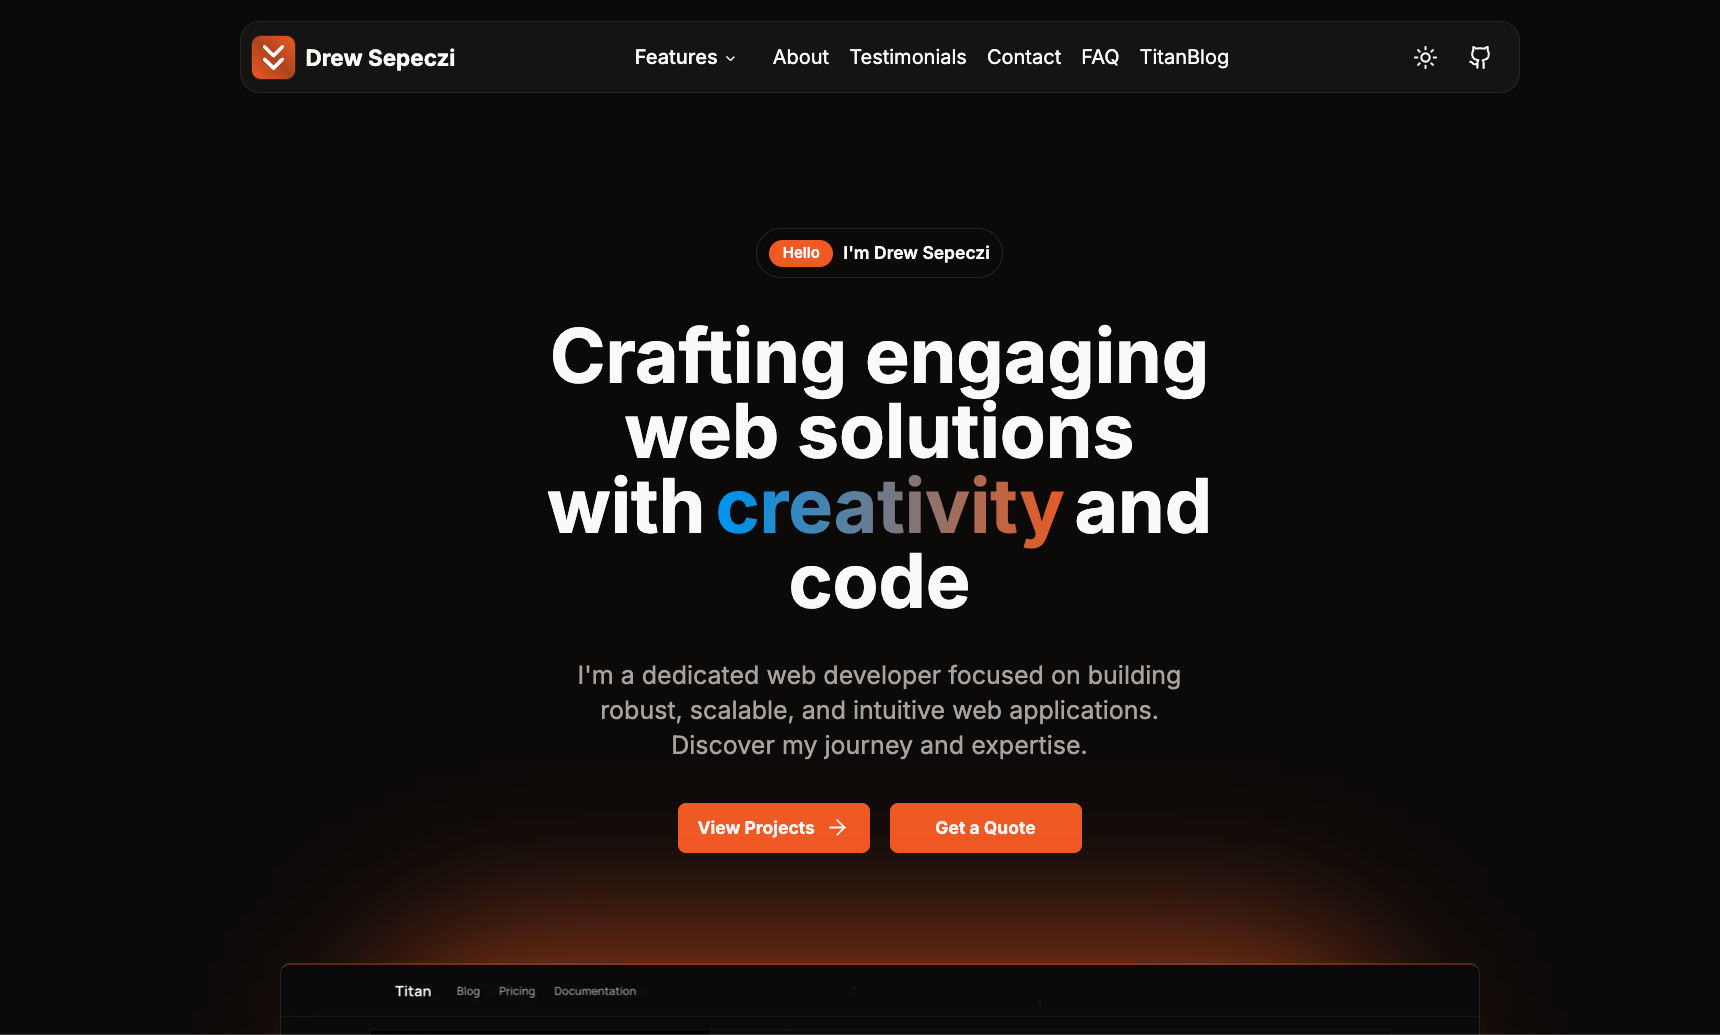 Drew Sepeczi
Features About Testimonials Contact FAQ TitanBlog
Hello I'm Drew Sepeczi
Crafting engaging
web solutions
with creativity and
code
I'm a dedicated web developer focused on building
robust, scalable, and intuitive web applications.
Discover my journey and expertise.
View Projects Get a Quote
Titan Blog Pricing Documentation